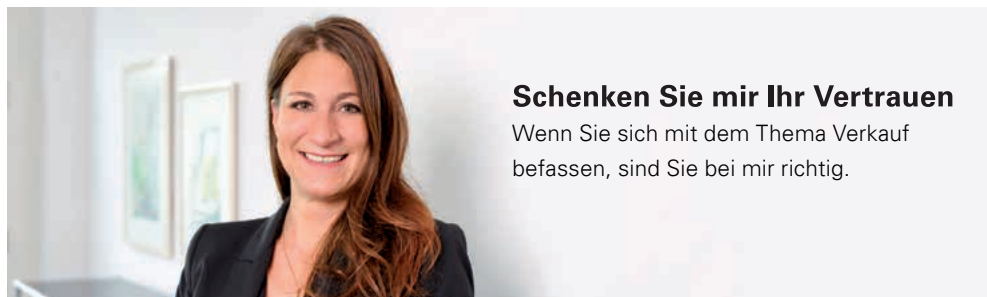 Schenken Sie mir Ihr Vertrauen
Wenn Sie sich mit dem Thema Verkauf
befassen, sind Sie bei mir richtig.